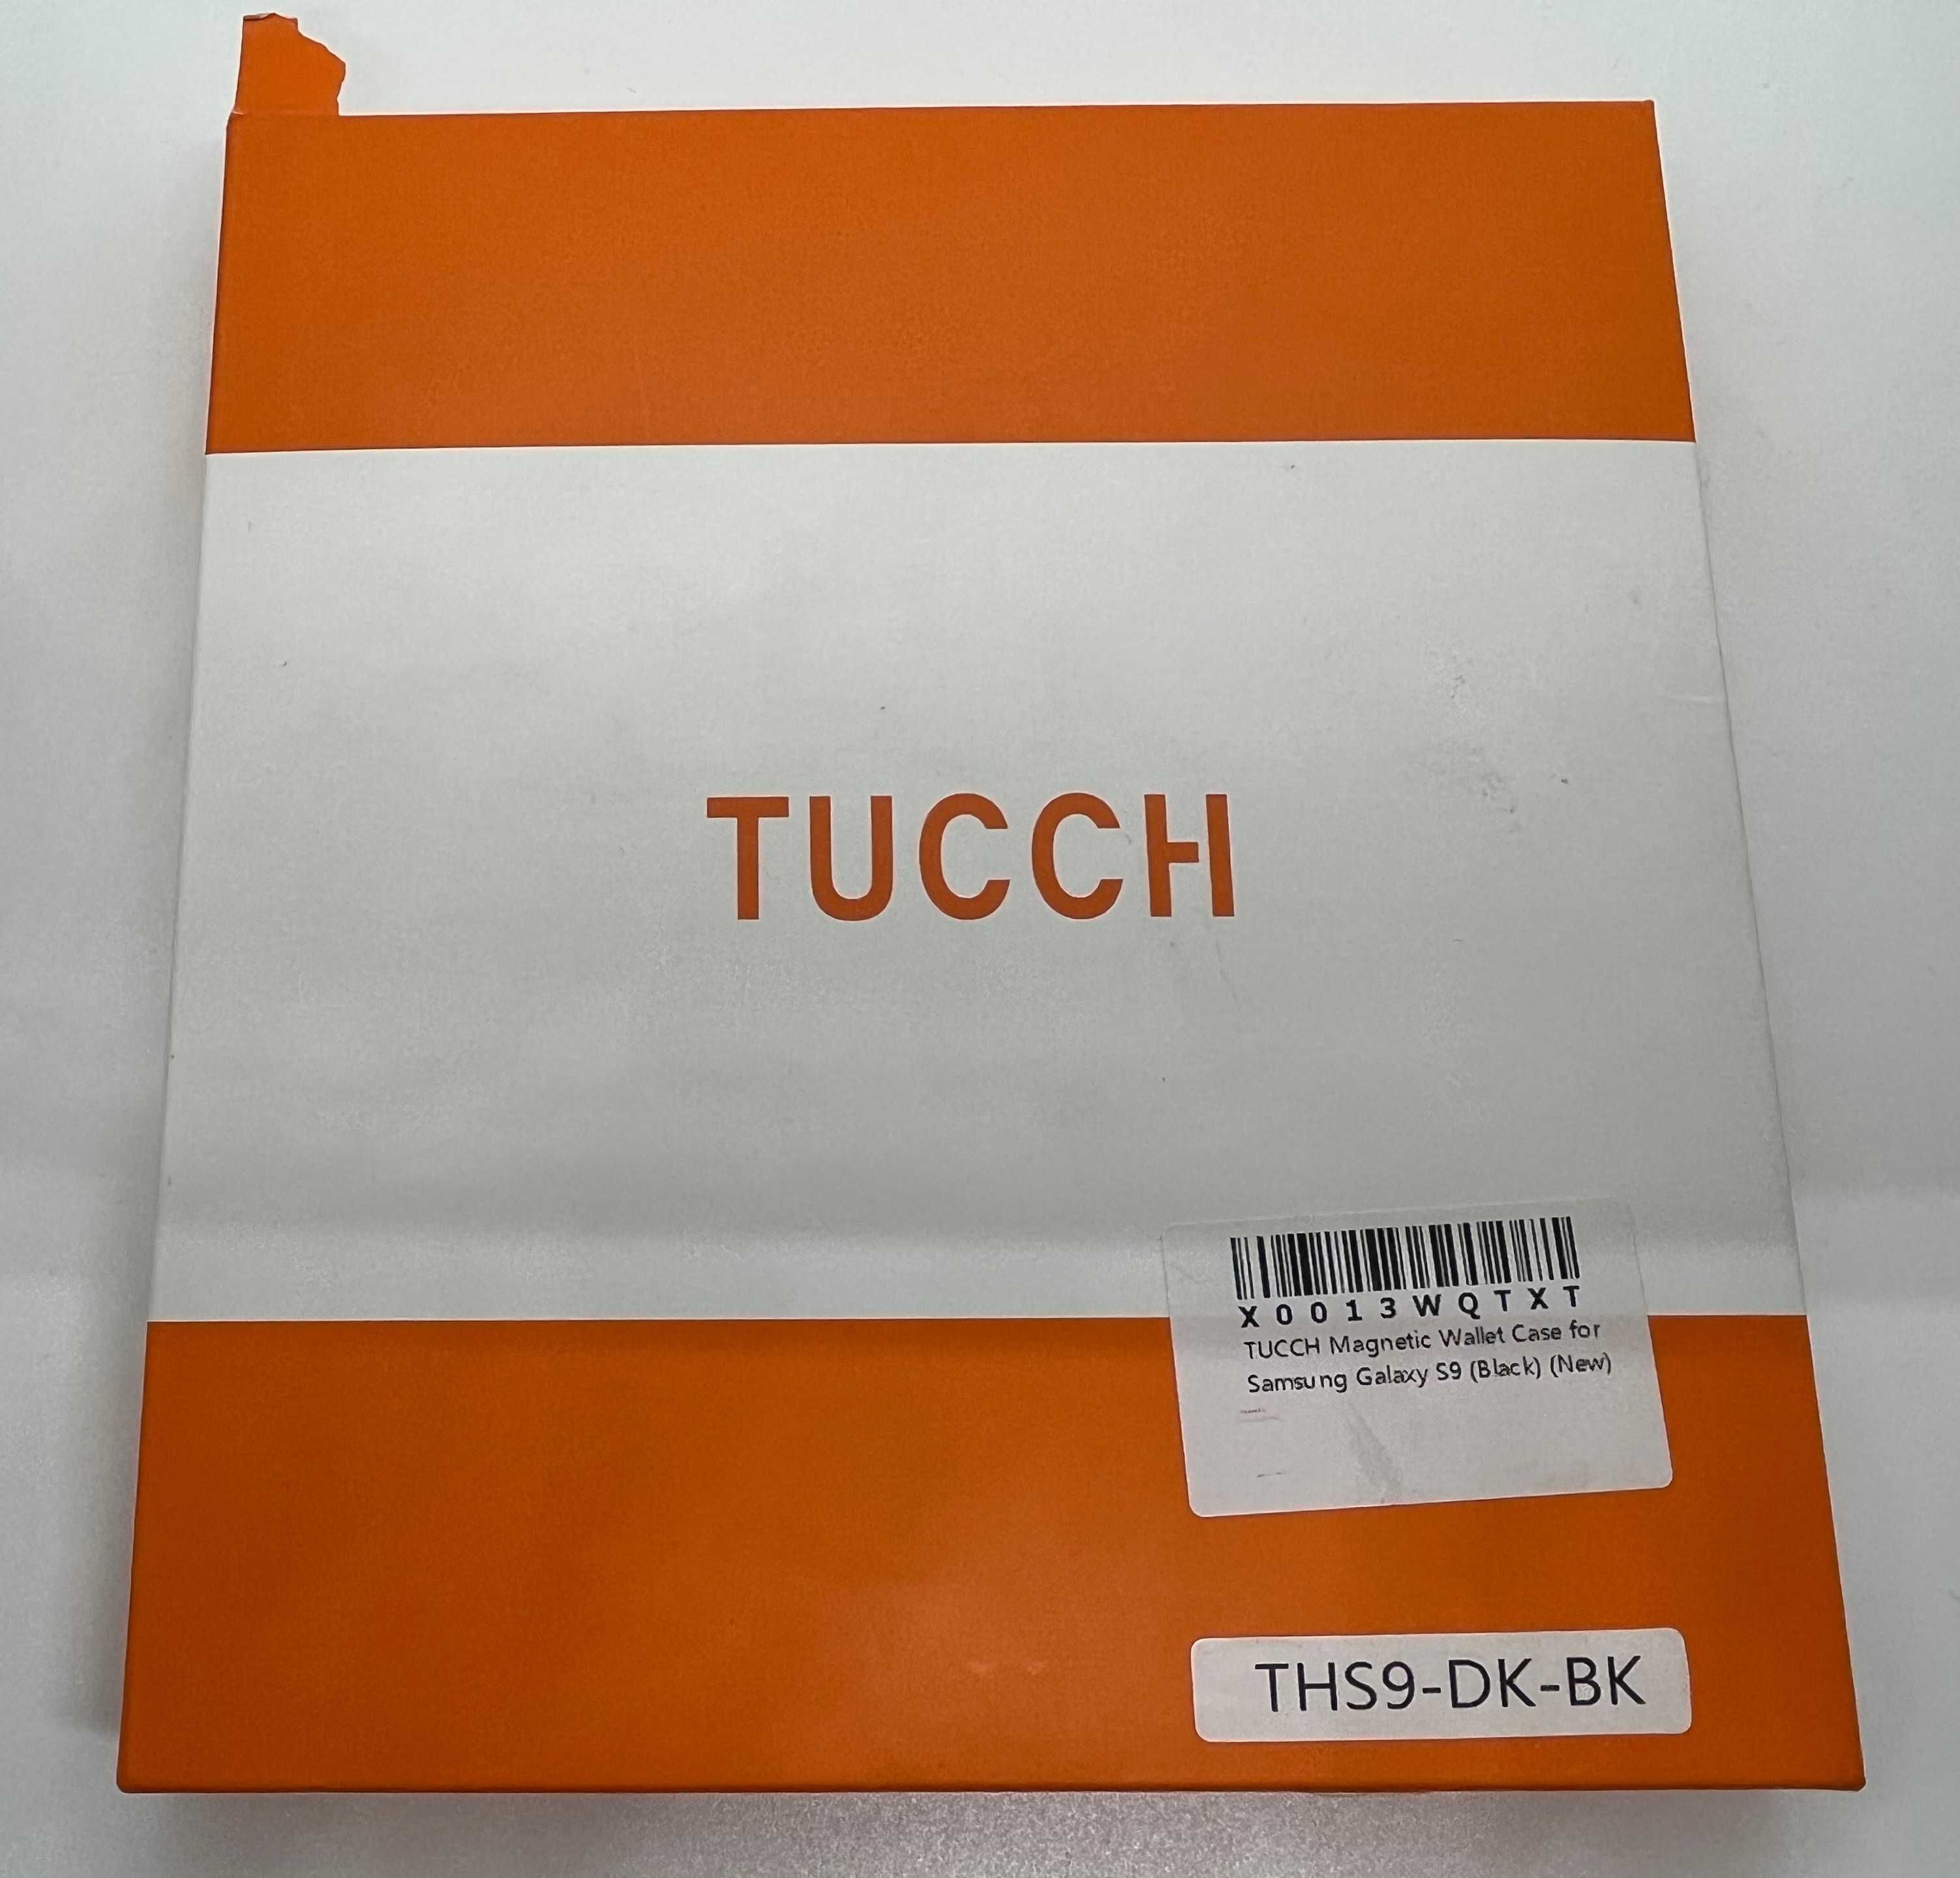 TUCCH
X0013WQTXT
TUCCH Magnetic Wallet Case for
Samsung Galaxy S9 (Black) (New)
THS9-DK-BK